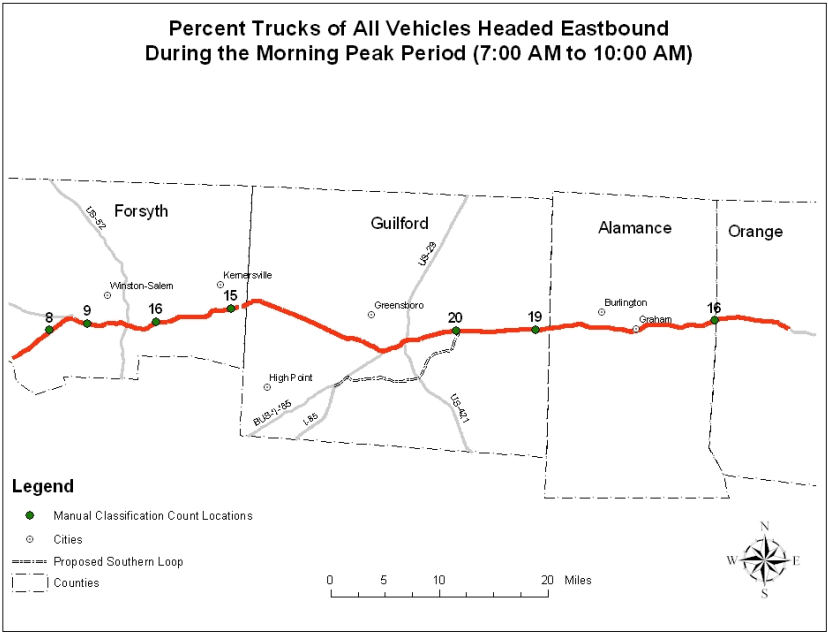 Percent Trucks of All Vehicles Headed Eastbound
During the Morning Peak Period (7:00 AM to 10:00 AM)
Forsyth
Guilford
Alamance
Orange
US-52
US-29
Winston-Salem
Kernersville
Greensboro
Burlington
Graham
8
9
16
15
20
19
16
High Point
BUS-I-85
I-85
US-421
Legend
Manual Classification Count Locations
Cities
Proposed Southern Loop
Counties
0 5 10 20 Miles
N
W E
S